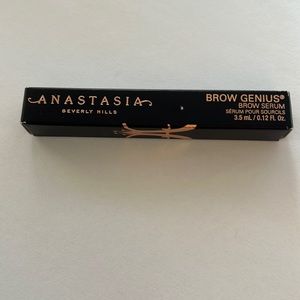 ANASTASIA
BEVERLY HILLS
BROW GENIUS®
BROW SERUM
SÉRUM POUR SOURCILS
3.5 mL / 0.12 Fl. Oz.